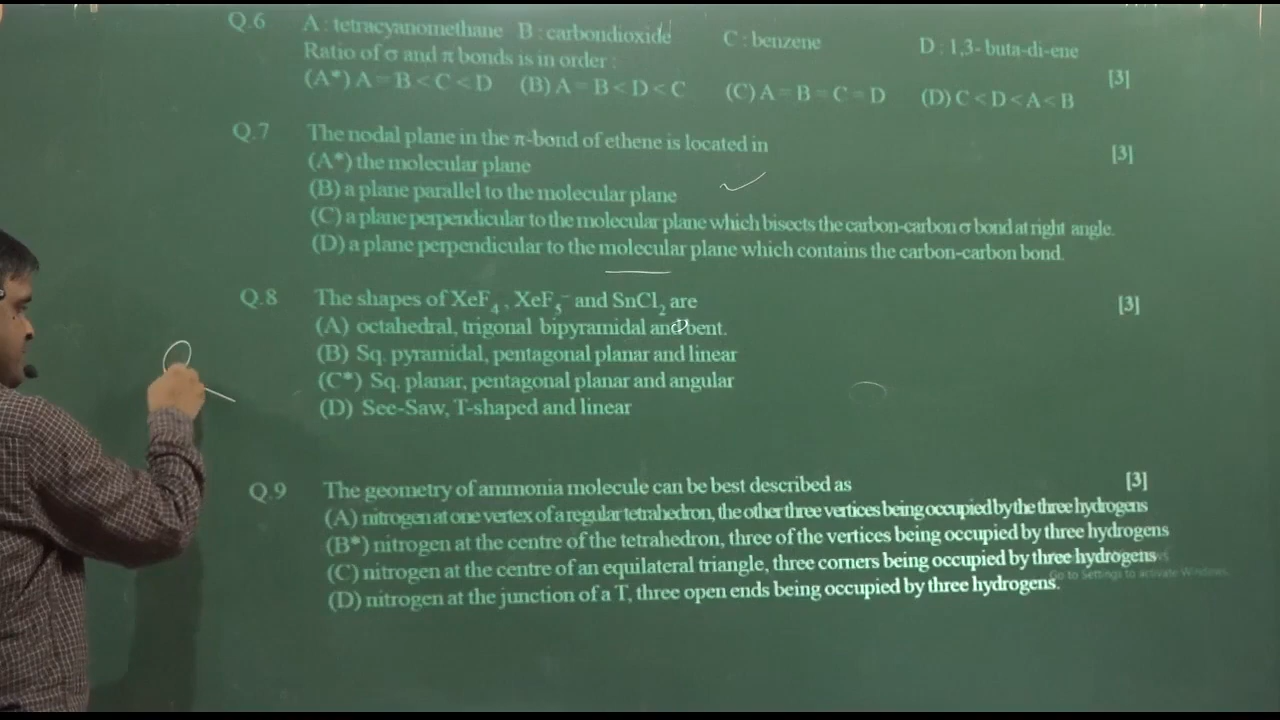 Q.6 A : tetracyanomethane B : carbondioxide C : benzene D : 1,3- buta-di-ene
Ratio of σ and π bonds is in order :
[3]
(A*) A = B < C < D (B) A = B < D < C (C) A = B = C = D (D) C < D < A < B
Q.7 The nodal plane in the π-bond of ethene is located in [3]
(A*) the molecular plane
(B) a plane parallel to the molecular plane
(C) a plane perpendicular to the molecular plane which bisects the carbon-carbon σ bond at right angle.
(D) a plane perpendicular to the molecular plane which contains the carbon-carbon bond.
Q.8 The shapes of XeF₄, XeF₅⁻ and SnCl₂ are [3]
(A) octahedral, trigonal bipyramidal and bent.
(B) Sq. pyramidal, pentagonal planar and linear
(C*) Sq. planar, pentagonal planar and angular
(D) See-Saw, T-shaped and linear
Q.9 The geometry of ammonia molecule can be best described as [3]
(A) nitrogen at one vertex of a regular tetrahedron, the other three vertices being occupied by the three hydrogens
(B*) nitrogen at the centre of the tetrahedron, three of the vertices being occupied by three hydrogens
(C) nitrogen at the centre of an equilateral triangle, three corners being occupied by three hydrogens
Go to Settings to activate Windows.
(D) nitrogen at the junction of a T, three open ends being occupied by three hydrogens.